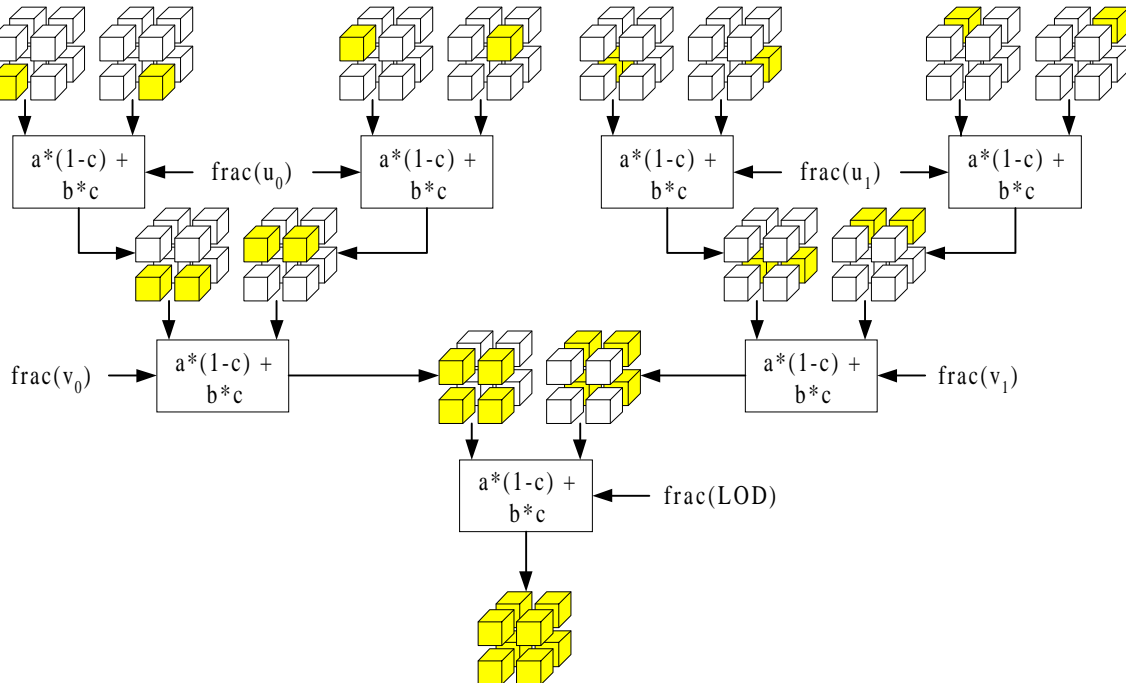 a*(1-c) +
b*c
frac(u₀)
a*(1-c) +
b*c
a*(1-c) +
b*c
frac(u₁)
a*(1-c) +
b*c
frac(v₀)
a*(1-c) +
b*c
a*(1-c) +
b*c
frac(v₁)
a*(1-c) +
b*c
frac(LOD)